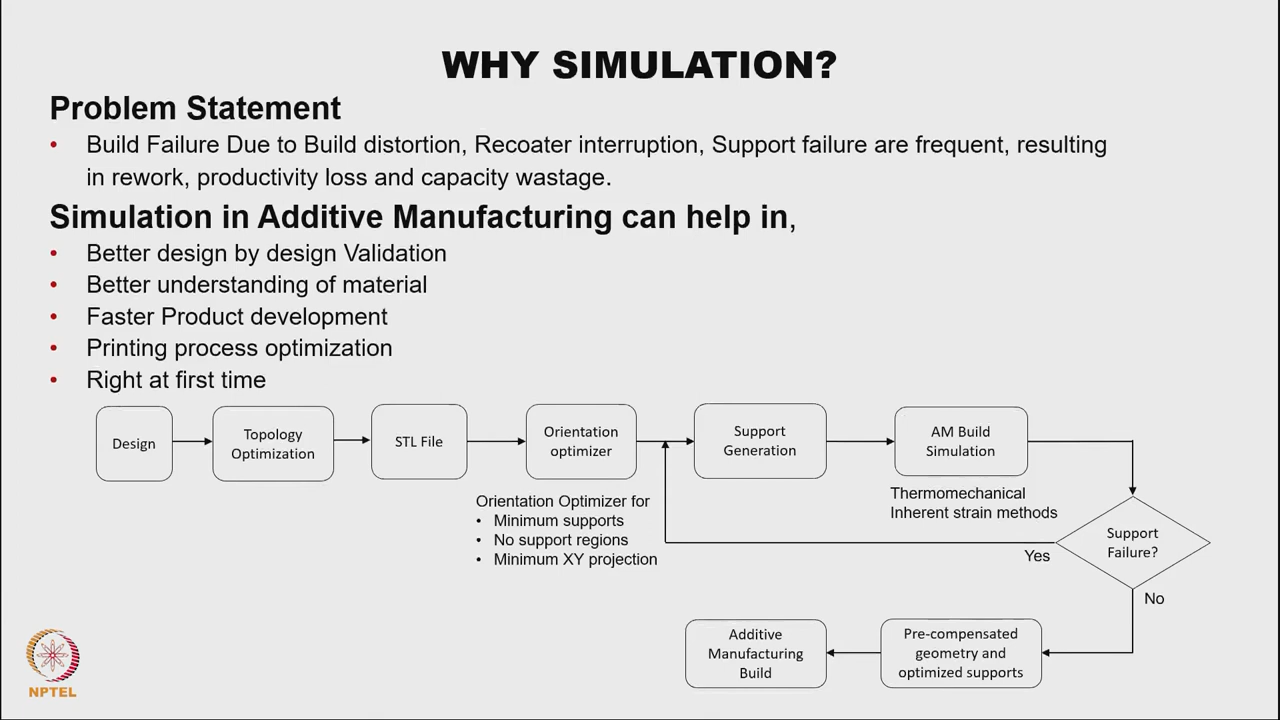 WHY SIMULATION?
Problem Statement
• Build Failure Due to Build distortion, Recoater interruption, Support failure are frequent, resulting
in rework, productivity loss and capacity wastage.
Simulation in Additive Manufacturing can help in,
• Better design by design Validation
• Better understanding of material
• Faster Product development
• Printing process optimization
• Right at first time
Design
Topology
Optimization
STL File
Orientation
optimizer
Support
Generation
AM Build
Simulation
Orientation Optimizer for
• Minimum supports
• No support regions
• Minimum XY projection
Thermomechanical
Inherent strain methods
Support
Failure?
Yes
No
Pre-compensated
geometry and
optimized supports
Additive
Manufacturing
Build
NPTEL